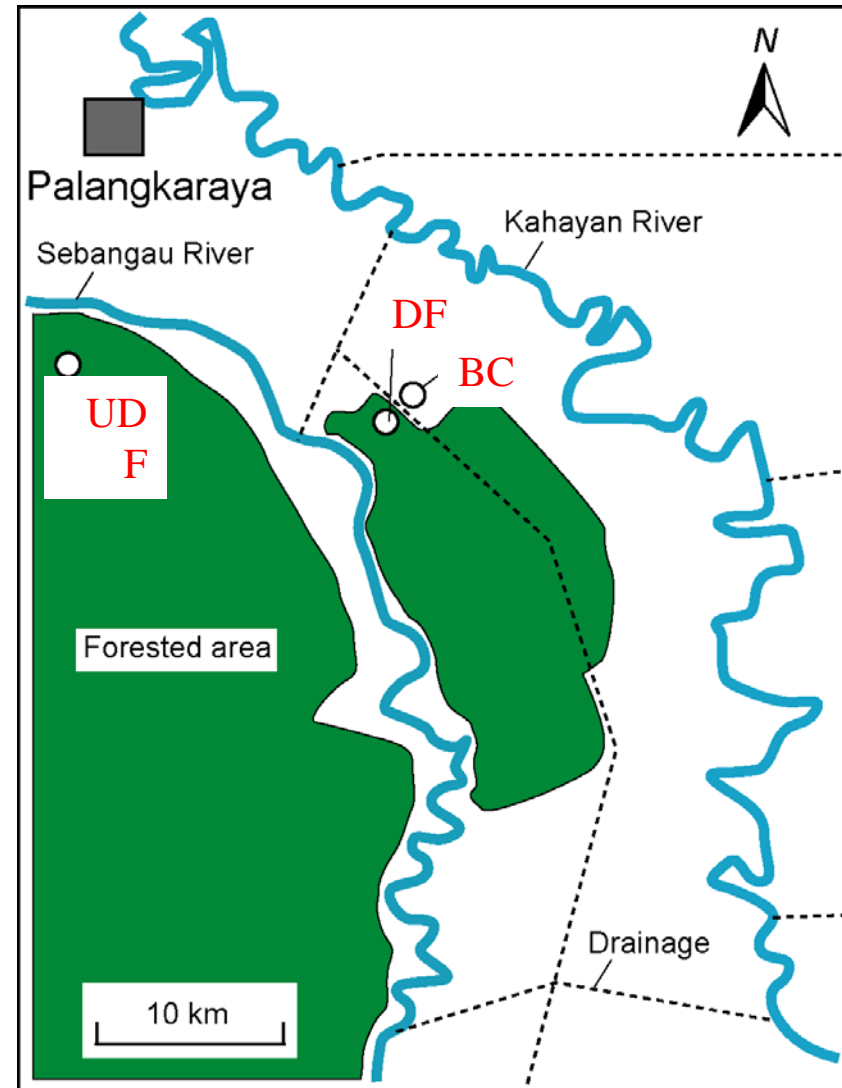 N
Palangkaraya
Kahayan River
Sebangau River
DF
BC
UD
F
Forested area
Drainage
10 km